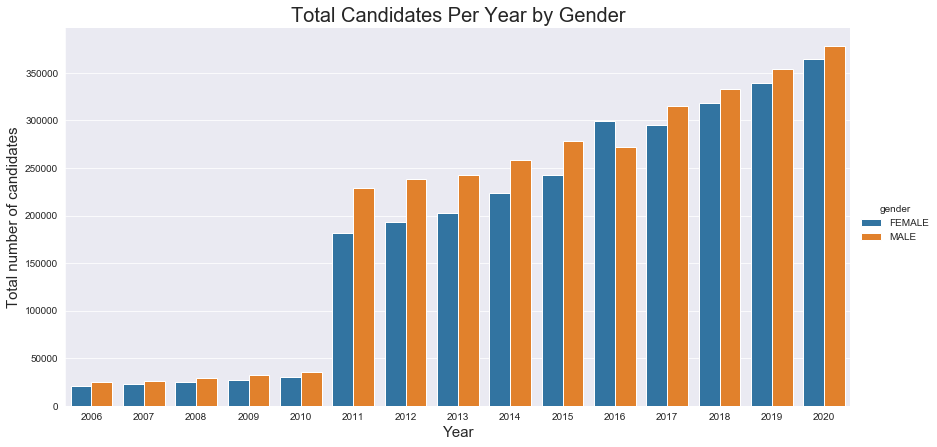 Total Candidates Per Year by Gender
Total number of candidates
350000
300000
250000
200000
150000
100000
50000
0
2006 2007 2008 2009 2010 2011 2012 2013 2014 2015 2016 2017 2018 2019 2020
Year
gender
FEMALE
MALE